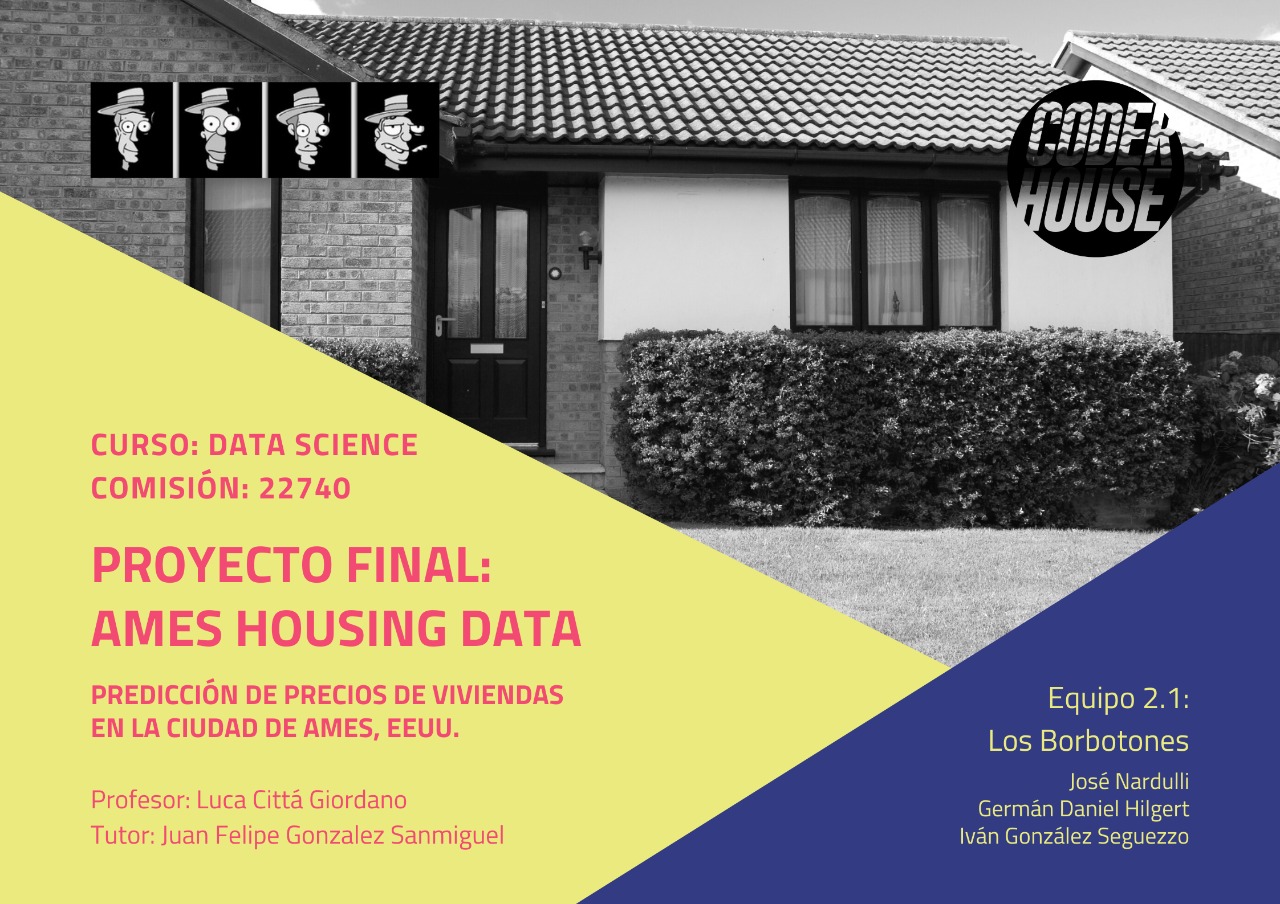 CODER
HOUSE
CURSO: DATA SCIENCE
COMISIÓN: 22740
PROYECTO FINAL:
AMES HOUSING DATA
PREDICCIÓN DE PRECIOS DE VIVIENDAS
EN LA CIUDAD DE AMES, EEUU.
Profesor: Luca Cittá Giordano
Tutor: Juan Felipe Gonzalez Sanmiguel
Equipo 2.1:
Los Borbotones
José Nardulli
Germán Daniel Hilgert
Iván González Seguezzo